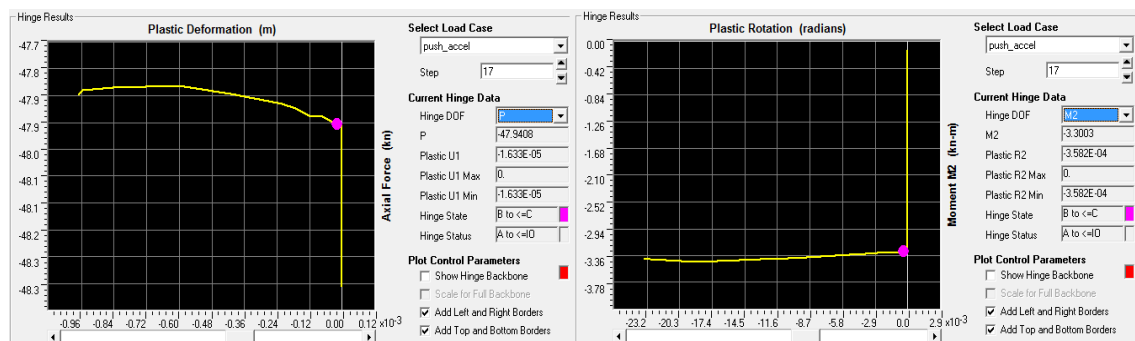 Hinge Results
Plastic Deformation (m)
-47.7
-47.8
-47.9
-47.9
-48.0
-48.1
-48.1
-48.2
-48.3
-48.3
-0.96 -0.84 -0.72 -0.60 -0.48 -0.36 -0.24 -0.12 0.00 0.12 x10-3
Axial Force (kn)
Select Load Case
push_accel
Step 17
Current Hinge Data
Hinge DOF P
P -47.9408
Plastic U1 -1.633E-05
Plastic U1 Max 0.
Plastic U1 Min -1.633E-05
Hinge State B to <=C
Hinge Status A to <=IO
Plot Control Parameters
Show Hinge Backbone
Scale for Full Backbone
Add Left and Right Borders
Add Top and Bottom Borders
Hinge Results
Plastic Rotation (radians)
0.00
-0.42
-0.84
-1.26
-1.68
-2.10
-2.52
-2.94
-3.36
-3.78
-23.2 -20.3 -17.4 -14.5 -11.6 -8.7 -5.8 -2.9 0.0 2.9 x10-3
Moment M2 (kn-m)
Select Load Case
push_accel
Step 17
Current Hinge Data
Hinge DOF M2
M2 -3.3003
Plastic R2 -3.582E-04
Plastic R2 Max 0.
Plastic R2 Min -3.582E-04
Hinge State B to <=C
Hinge Status A to <=IO
Plot Control Parameters
Show Hinge Backbone
Scale for Full Backbone
Add Left and Right Borders
Add Top and Bottom Borders